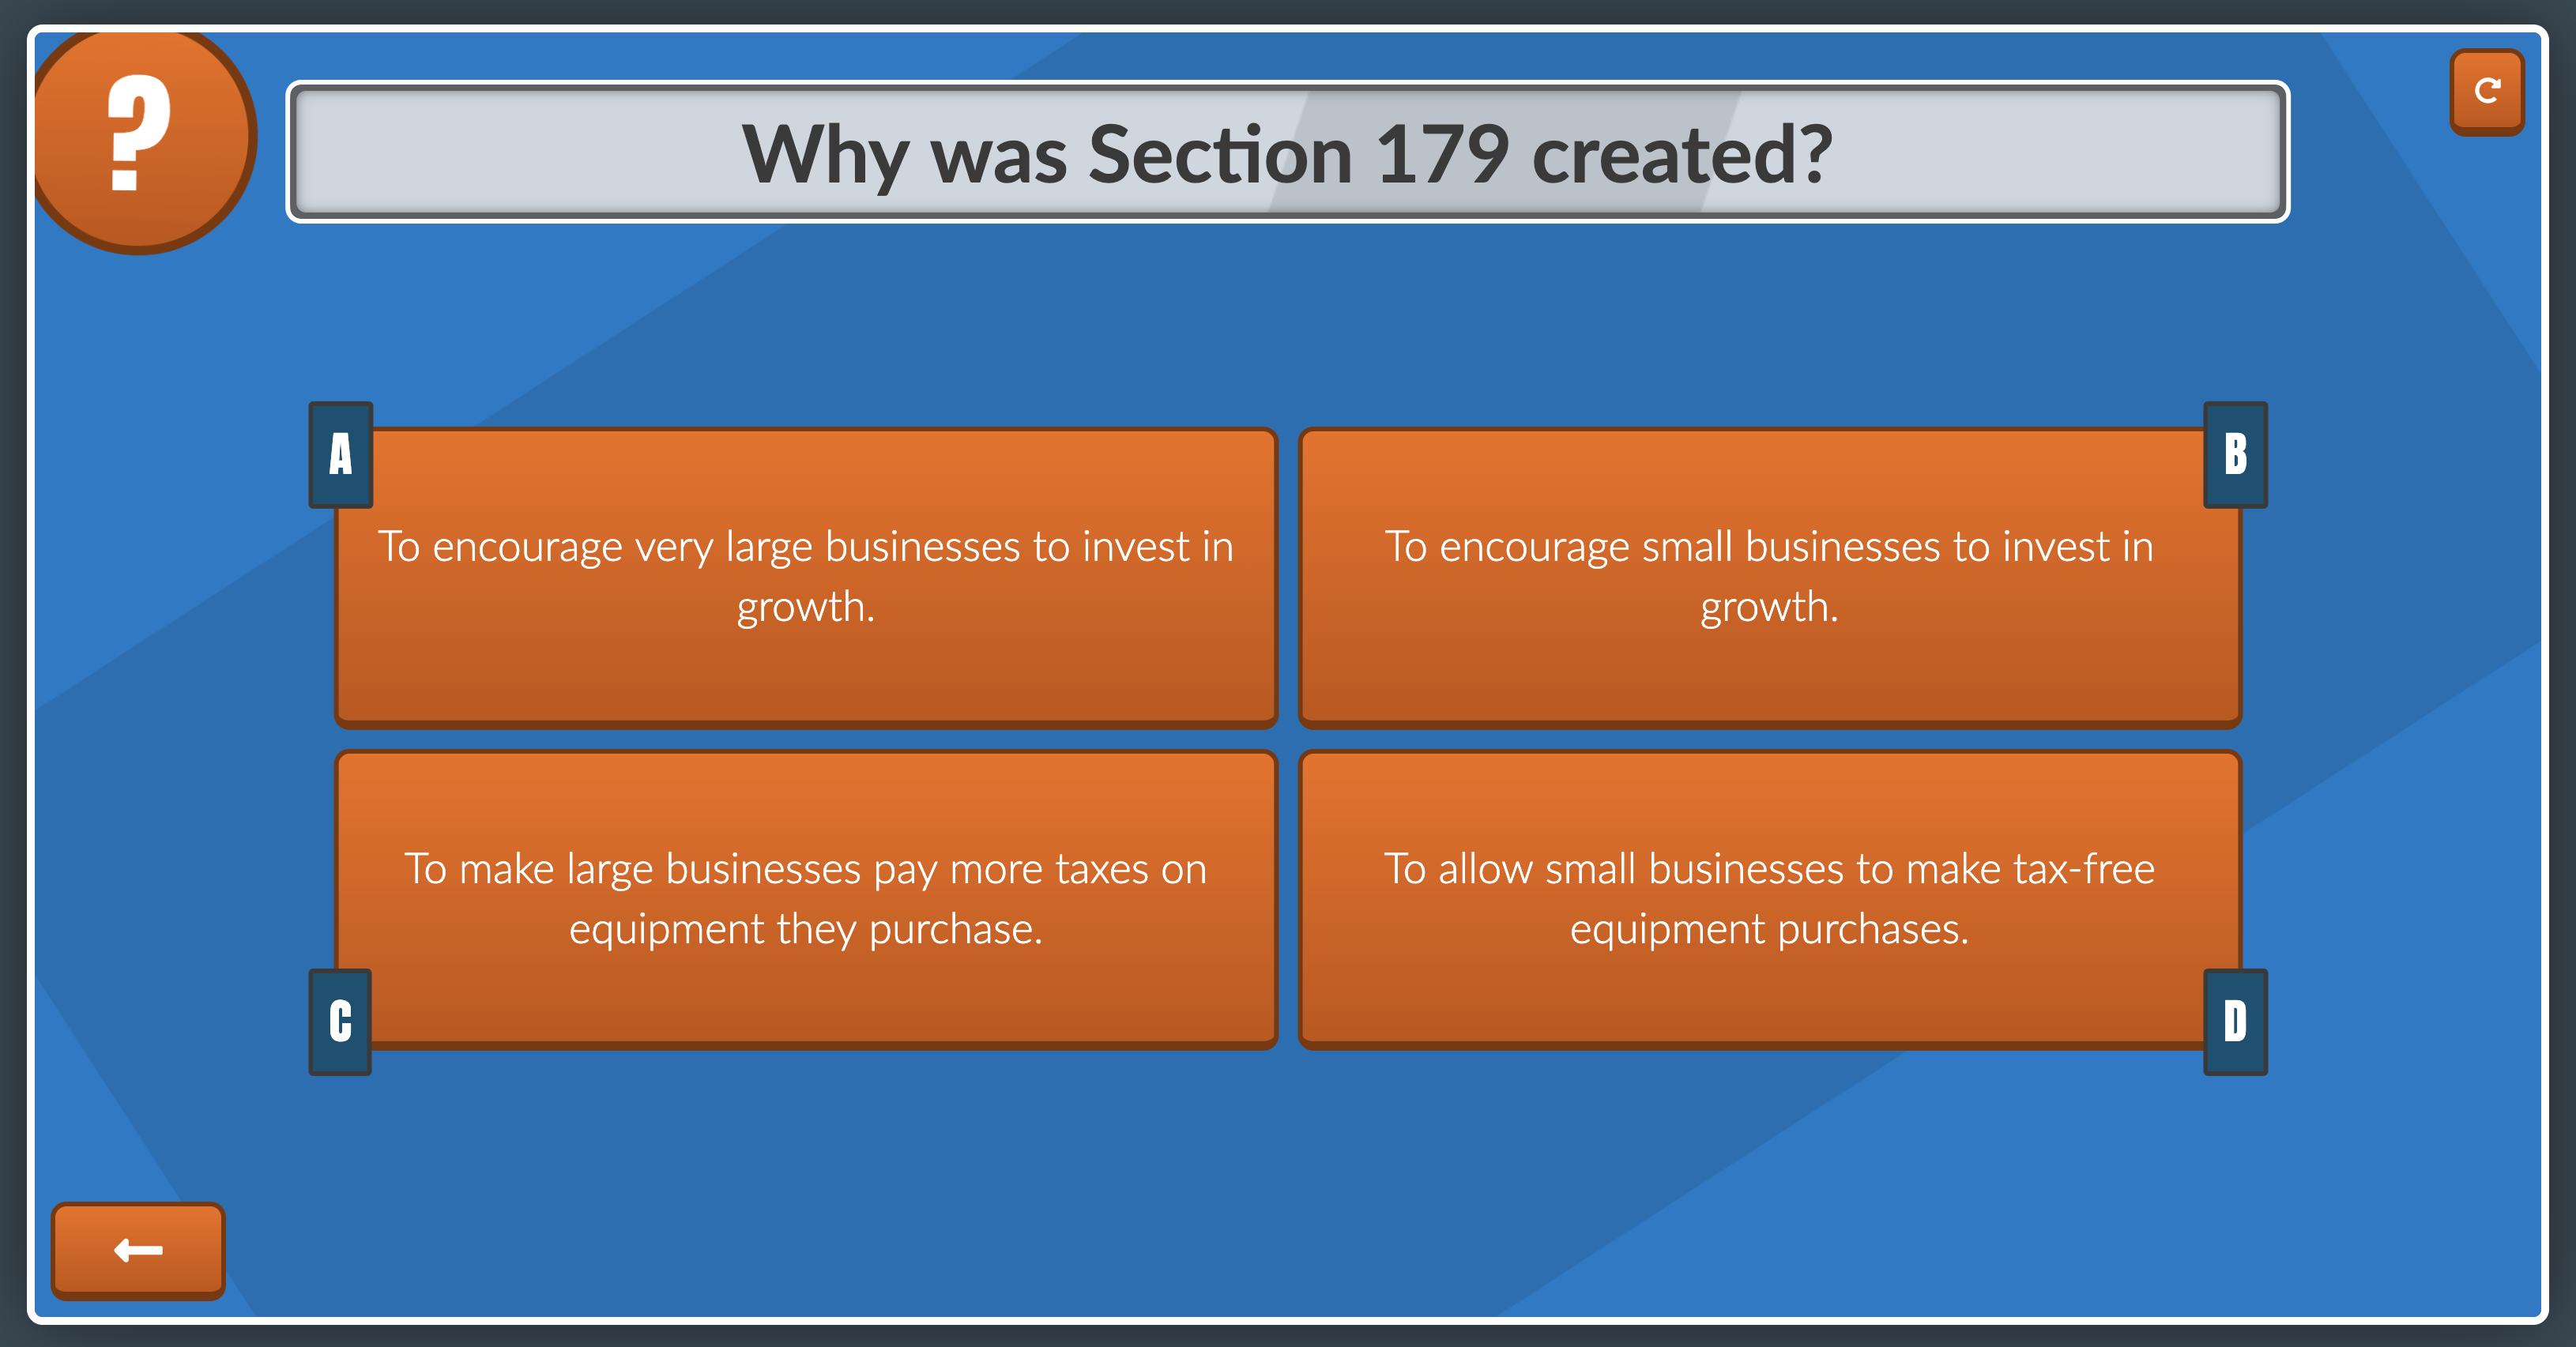 ?
Why was Section 179 created?
A
To encourage very large businesses to invest in
growth.
B
To encourage small businesses to invest in
growth.
C
To make large businesses pay more taxes on
equipment they purchase.
D
To allow small businesses to make tax-free
equipment purchases.